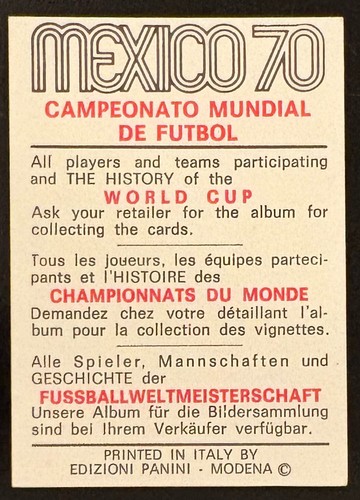 MEXICO 70
CAMPEONATO MUNDIAL
DE FUTBOL
All players and teams participating
and THE HISTORY of the
WORLD CUP
Ask your retailer for the album for
collecting the cards.
Tous les joueurs, les équipes parteci-
pants et l'HISTOIRE des
CHAMPIONNATS DU MONDE
Demandez chez votre détaillant l'al-
bum pour la collection des vignettes.
Alle Spieler, Mannschaften und
GESCHICHTE der
FUSSBALLWELTMEISTERSCHAFT
Unsere Album für die Bildersammlung
sind bei Ihrem Verkäufer verfügbar.
PRINTED IN ITALY BY
EDIZIONI PANINI - MODENA ©